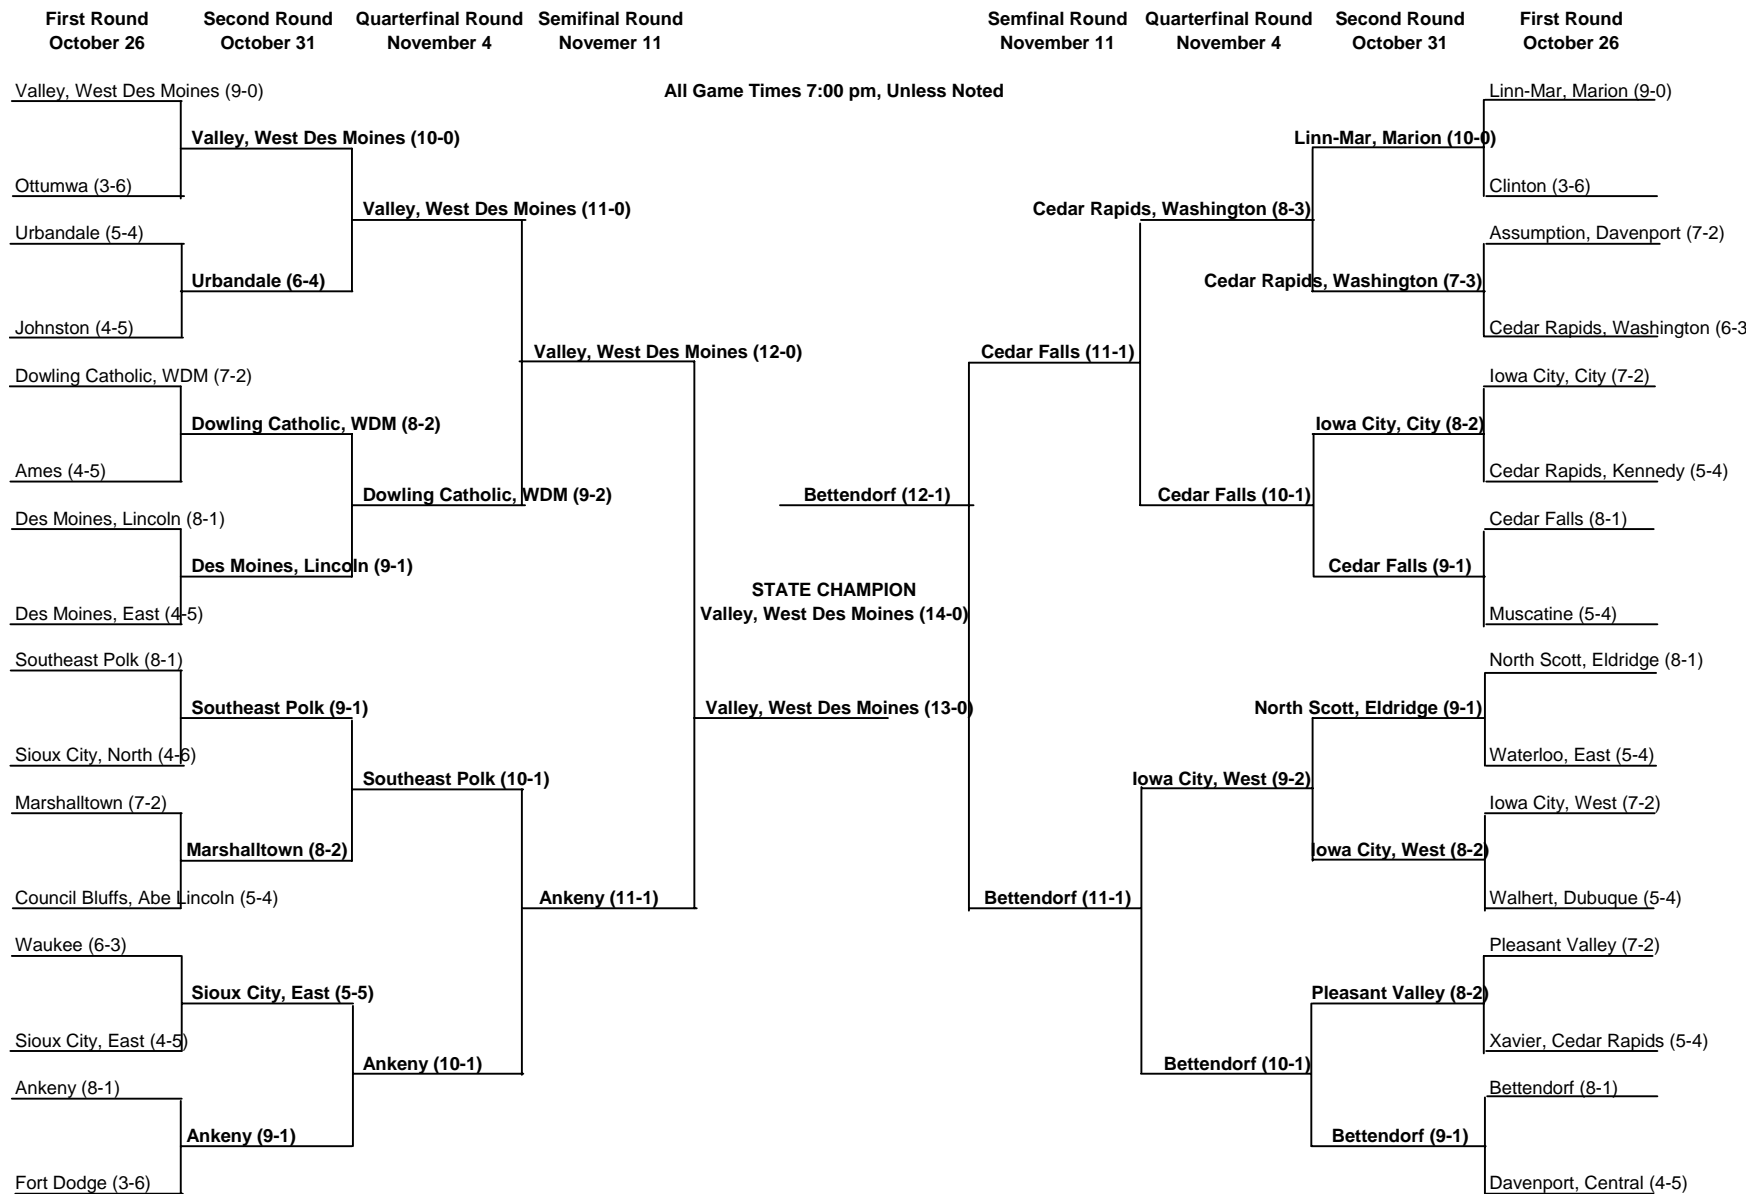 First Round Second Round Quarterfinal Round Semifinal Round Semfinal Round Quarterfinal Round Second Round First Round
October 26 October 31 November 4 Novemer 11 November 11 November 4 October 31 October 26
Valley, West Des Moines (9-0) All Game Times 7:00 pm, Unless Noted Linn-Mar, Marion (9-0)
Valley, West Des Moines (10-0) Linn-Mar, Marion (10-0)
Ottumwa (3-6) Clinton (3-6)
Valley, West Des Moines (11-0) Cedar Rapids, Washington (8-3)
Urbandale (5-4) Assumption, Davenport (7-2)
Urbandale (6-4) Cedar Rapids, Washington (7-3)
Johnston (4-5) Cedar Rapids, Washington (6-3
Valley, West Des Moines (12-0) Cedar Falls (11-1)
Dowling Catholic, WDM (7-2) Iowa City, City (7-2)
Dowling Catholic, WDM (8-2) Iowa City, City (8-2)
Ames (4-5) Cedar Rapids, Kennedy (5-4)
Dowling Catholic, WDM (9-2) Bettendorf (12-1) Cedar Falls (10-1)
Des Moines, Lincoln (8-1) Cedar Falls (8-1)
Des Moines, Lincoln (9-1) Cedar Falls (9-1)
STATE CHAMPION
Des Moines, East (4-5) Valley, West Des Moines (14-0) Muscatine (5-4)
Southeast Polk (8-1) North Scott, Eldridge (8-1)
Southeast Polk (9-1) Valley, West Des Moines (13-0) North Scott, Eldridge (9-1)
Sioux City, North (4-6) Waterloo, East (5-4)
Southeast Polk (10-1) Iowa City, West (9-2)
Marshalltown (7-2) Iowa City, West (7-2)
Marshalltown (8-2) Iowa City, West (8-2)
Council Bluffs, Abe Lincoln (5-4) Ankeny (11-1) Bettendorf (11-1) Walhert, Dubuque (5-4)
Waukee (6-3) Pleasant Valley (7-2)
Sioux City, East (5-5) Pleasant Valley (8-2)
Sioux City, East (4-5) Xavier, Cedar Rapids (5-4)
Ankeny (10-1) Bettendorf (10-1)
Ankeny (8-1) Bettendorf (8-1)
Ankeny (9-1) Bettendorf (9-1)
Fort Dodge (3-6) Davenport, Central (4-5)